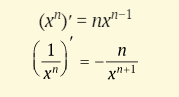 (xⁿ)′ = nxⁿ⁻¹
(1/xⁿ)′ = −n/xⁿ⁺¹